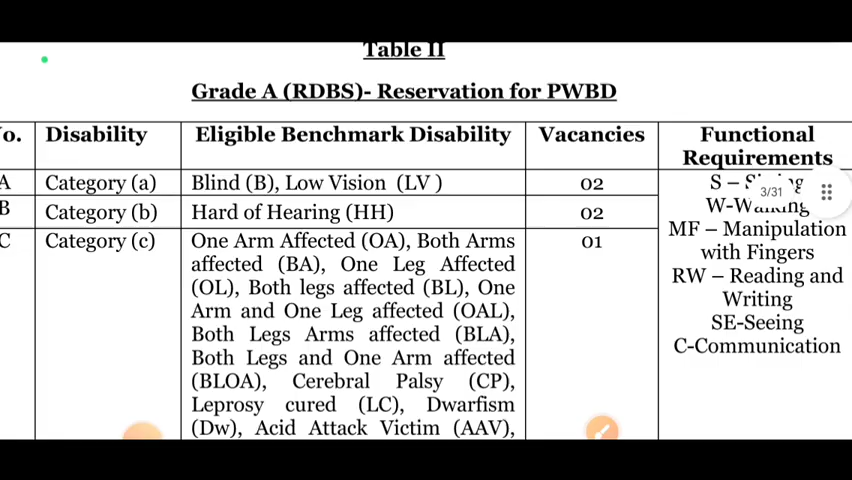 Table II
Grade A (RDBS)- Reservation for PWBD
Disability
Eligible Benchmark Disability
Vacancies
Functional Requirements
A
Category (a)
Blind (B), Low Vision (LV )
02
B
Category (b)
Hard of Hearing (HH)
02
C
Category (c)
One Arm Affected (OA), Both Arms
affected (BA), One Leg Affected
(OL), Both legs affected (BL), One
Arm and One Leg affected (OAL),
Both Legs Arms affected (BLA),
Both Legs and One Arm affected
(BLOA), Cerebral Palsy (CP),
Leprosy cured (LC), Dwarfism
(Dw), Acid Attack Victim (AAV),
01
S –
3/31
MF – Manipulation
with Fingers
RW – Reading and
Writing
SE-Seeing
C-Communication